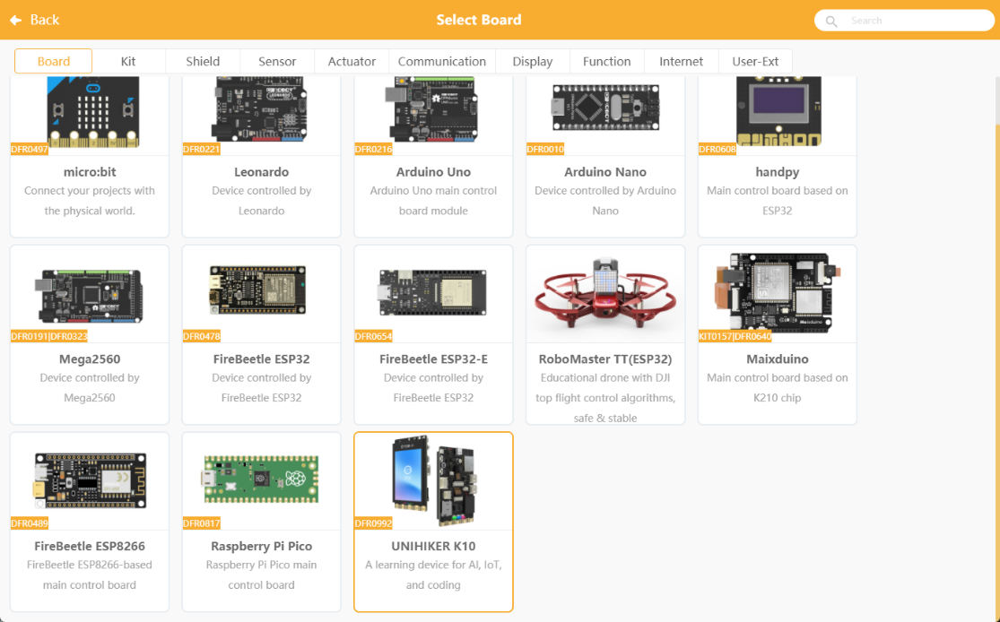 Back
Select Board
Search
Board Kit Shield Sensor Actuator Communication Display Function Internet User-Ext
DFR0497
micro:bit
Connect your projects with
the physical world.
DFR0221
Leonardo
Device controlled by
Leonardo
DFR0216
Arduino Uno
Arduino Uno main control
board module
DFR0010
Arduino Nano
Device controlled by Arduino
Nano
DFR0608
handpy
Main control board based on
ESP32
DFR0191|DFR0323
Mega2560
Device controlled by
Mega2560
DFR0478
FireBeetle ESP32
Device controlled by
FireBeetle ESP32
DFR0654
FireBeetle ESP32-E
Device controlled by
FireBeetle ESP32
RoboMaster TT(ESP32)
Educational drone with DJI
top flight control algorithms,
safe & stable
Maixduino
KIT0157|DFR0640
Maixduino
Main control board based on
K210 chip
DFR0489
FireBeetle ESP8266
FireBeetle ESP8266-based
main control board
DFR0817
Raspberry Pi Pico
Raspberry Pi Pico main
control board
DFR0992
UNIHIKER K10
A learning device for AI, IoT,
and coding